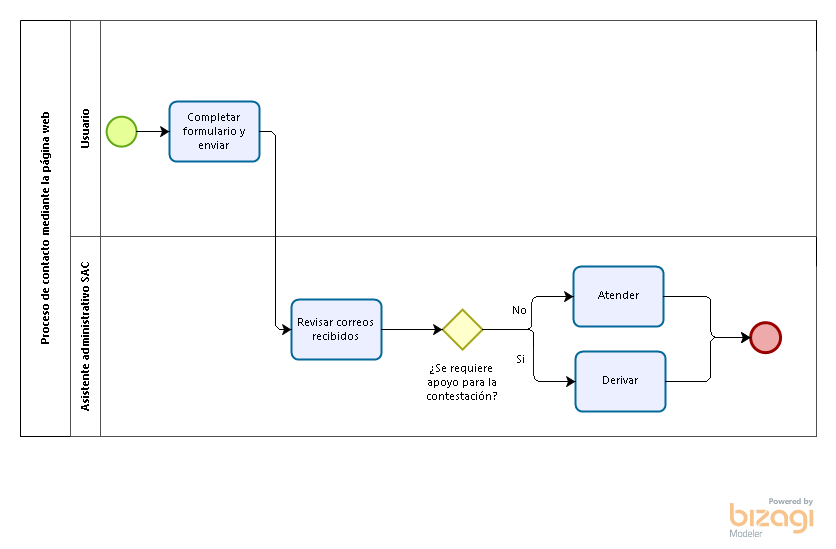 Proceso de contacto mediante la página web
Usuario
Completar
formulario y
enviar
Asistente administrativo SAC
Revisar correos
recibidos
¿Se requiere
apoyo para la
contestación?
No
Atender
Si
Derivar
Powered by
bizagi
Modeler